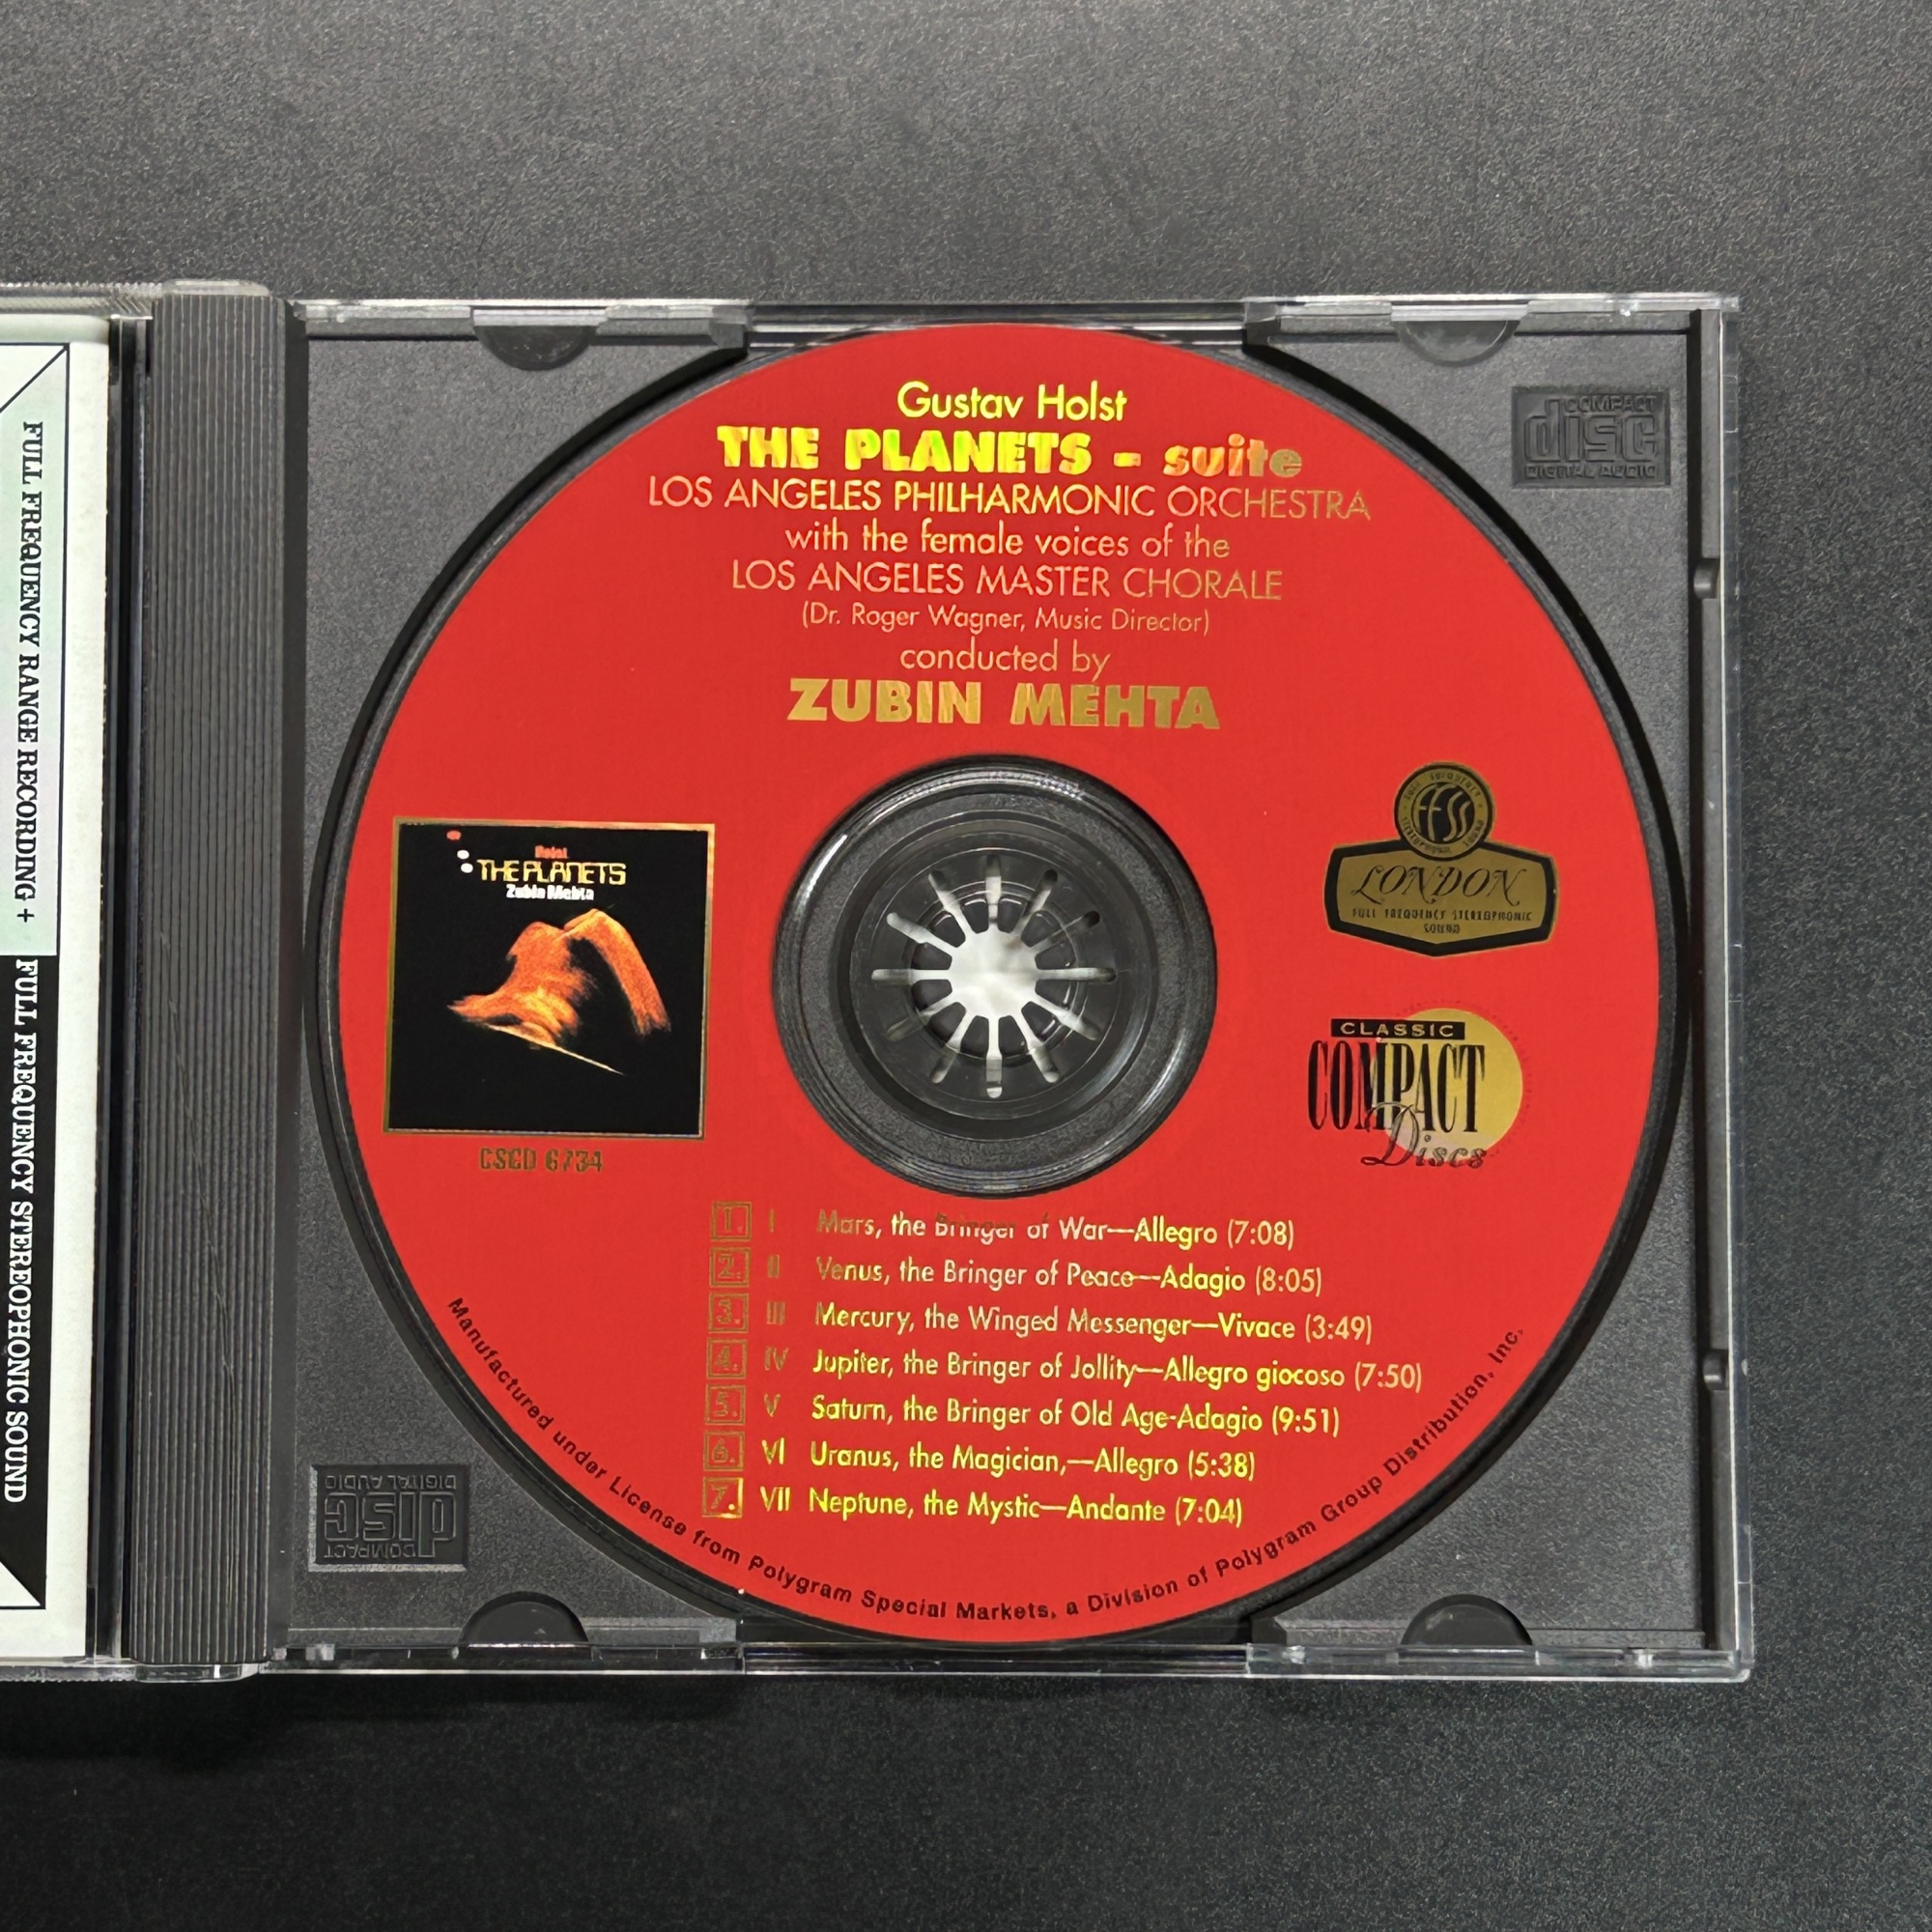 FULL FREQUENCY RANGE RECORDING + FULL FREQUENCY STEREOPHONIC SOUND
Gustav Holst
THE PLANETS - suite
LOS ANGELES PHILHARMONIC ORCHESTRA
with the female voices of the
LOS ANGELES MASTER CHORALE
(Dr. Roger Wagner, Music Director)
conducted by
ZUBIN MEHTA
COMPACT
disc
DIGITAL AUDIO
Holst
THE PLANETS
Zubin Mehta
CSCD 6734
FULL FREQUENCY
ffss
STEREOPHONIC SOUND
LONDON
FULL FREQUENCY STEREOPHONIC
SOUND
CLASSIC
COMPACT
Discs
1. I Mars, the Bringer of War—Allegro (7:08)
2. II Venus, the Bringer of Peace—Adagio (8:05)
3. III Mercury, the Winged Messenger—Vivace (3:49)
4. IV Jupiter, the Bringer of Jollity—Allegro giocoso (7:50)
5. V Saturn, the Bringer of Old Age-Adagio (9:51)
6. VI Uranus, the Magician,—Allegro (5:38)
7. VII Neptune, the Mystic—Andante (7:04)
Manufactured under License from Polygram Special Markets, a Division of Polygram Group Distribution, Inc.
COMPACT
disc
DIGITAL AUDIO